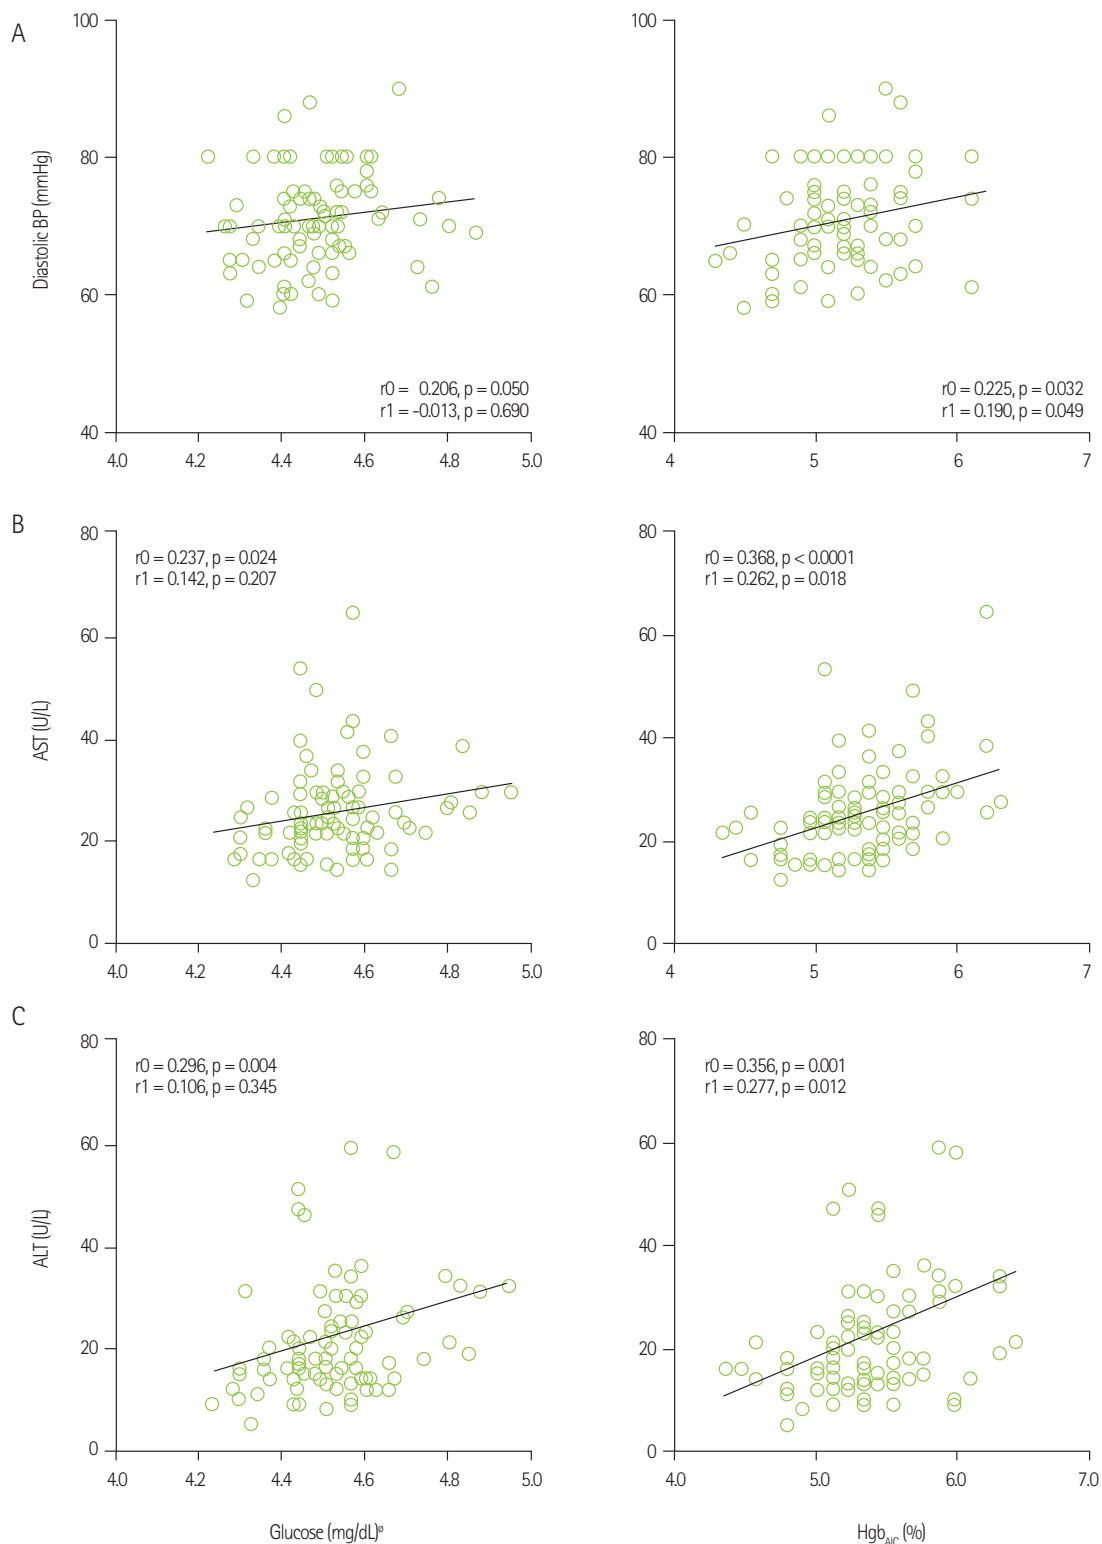 A
100
80
60
40
Diastolic BP (mmHg)
r0 = 0.206, p = 0.050
r1 = -0.013, p = 0.690
4.0 4.2 4.4 4.6 4.8 5.0
100
80
60
40
r0 = 0.225, p = 0.032
r1 = 0.190, p = 0.049
4 5 6 7
B
80
60
40
20
0
AST (U/L)
r0 = 0.237, p = 0.024
r1 = 0.142, p = 0.207
4.0 4.2 4.4 4.6 4.8 5.0
80
60
40
20
0
r0 = 0.368, p < 0.0001
r1 = 0.262, p = 0.018
4 5 6 7
C
80
60
40
20
0
ALT (U/L)
r0 = 0.296, p = 0.004
r1 = 0.106, p = 0.345
4.0 4.2 4.4 4.6 4.8 5.0
Glucose (mg/dL)ø
80
60
40
20
0
r0 = 0.356, p = 0.001
r1 = 0.277, p = 0.012
4.0 5.0 6.0 7.0
HgbAIC (%)